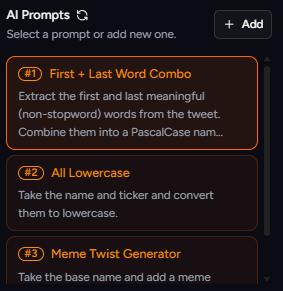 AI Prompts
Select a prompt or add new one.
+ Add
#1 First + Last Word Combo
Extract the first and last meaningful
(non-stopword) words from the tweet.
Combine them into a PascalCase nam...
#2 All Lowercase
Take the name and ticker and convert
them to lowercase.
#3 Meme Twist Generator
Take the base name and add a meme